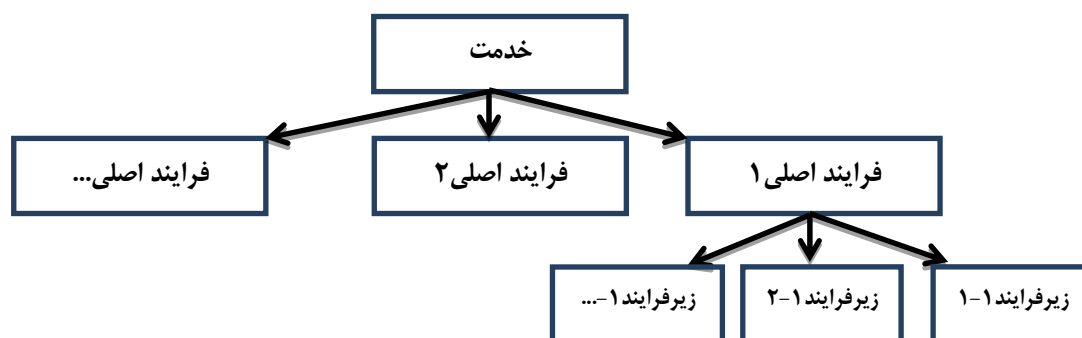 خدمت
فرایند اصلی۱
فرایند اصلی۲
فرایند اصلی...
زیرفرایند۱-۱
زیرفرایند۱-۲
زیرفرایند۱-...